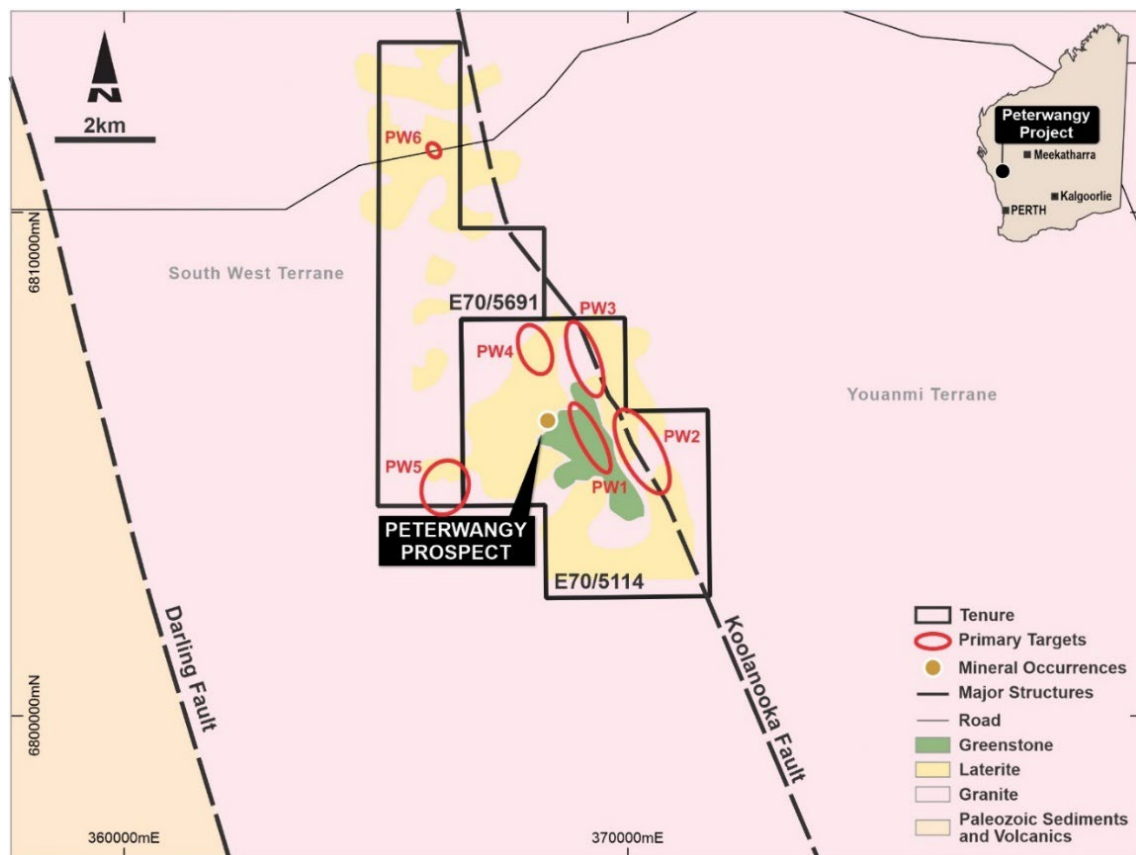 N
2km
PW6
Peterwangy
Project
Meekatharra
Kalgoorlie
PERTH
6810000mN
South West Terrane
E70/5691
PW3
PW4
Youanmi Terrane
PW2
PW5
PW1
PETERWANGY
PROSPECT
E70/5114
Darling Fault
Koolanooka Fault
6800000mN
Tenure
Primary Targets
Mineral Occurrences
Major Structures
Road
Greenstone
Laterite
Granite
Paleozoic Sediments
and Volcanics
360000mE
370000mE